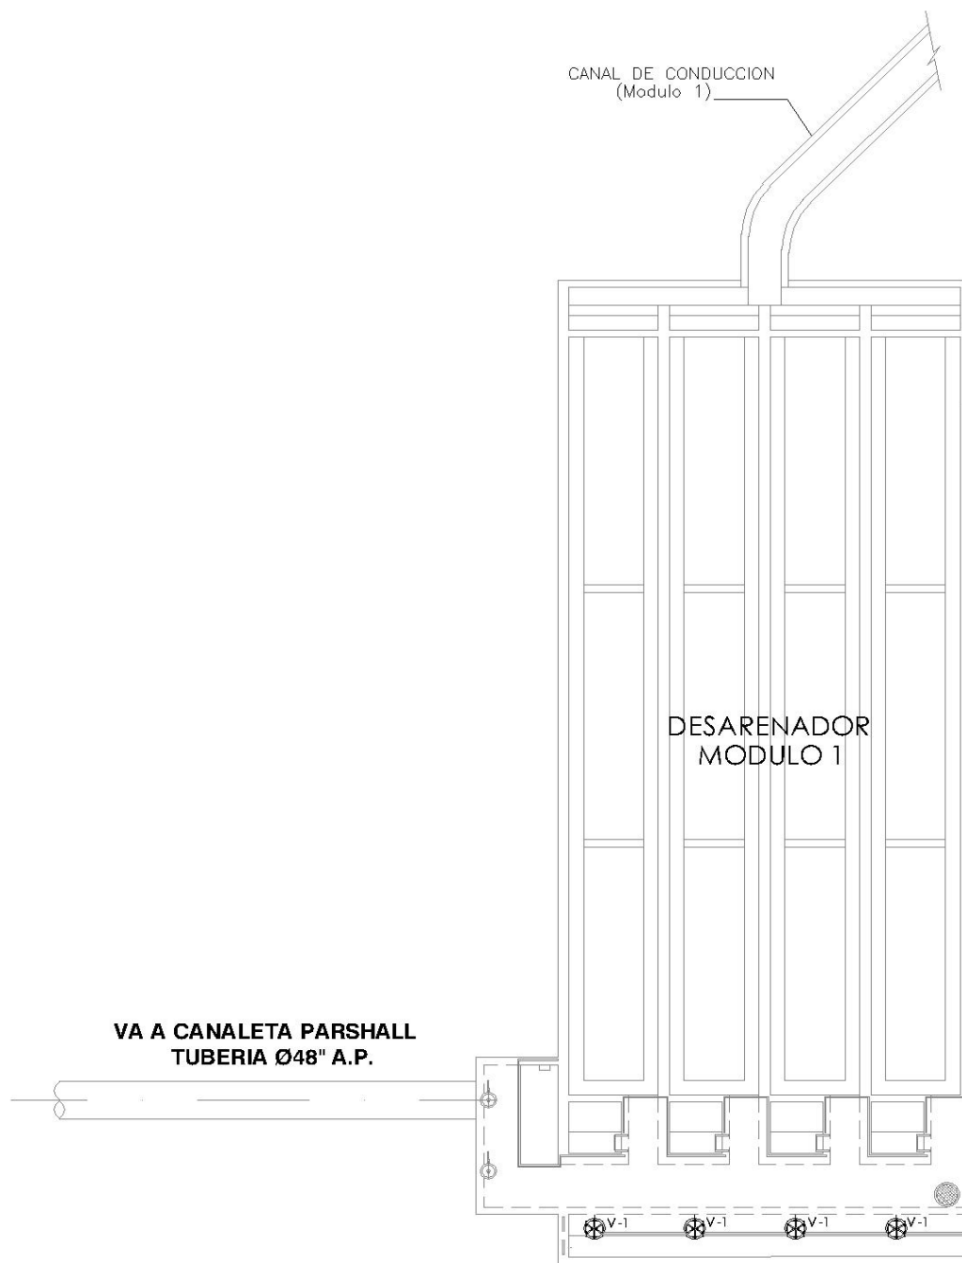 CANAL DE CONDUCCION
(Modulo 1)
DESARENADOR
MODULO 1
VA A CANALETA PARSHALL
TUBERIA Ø48" A.P.
V-1
V-1
V-1
V-1